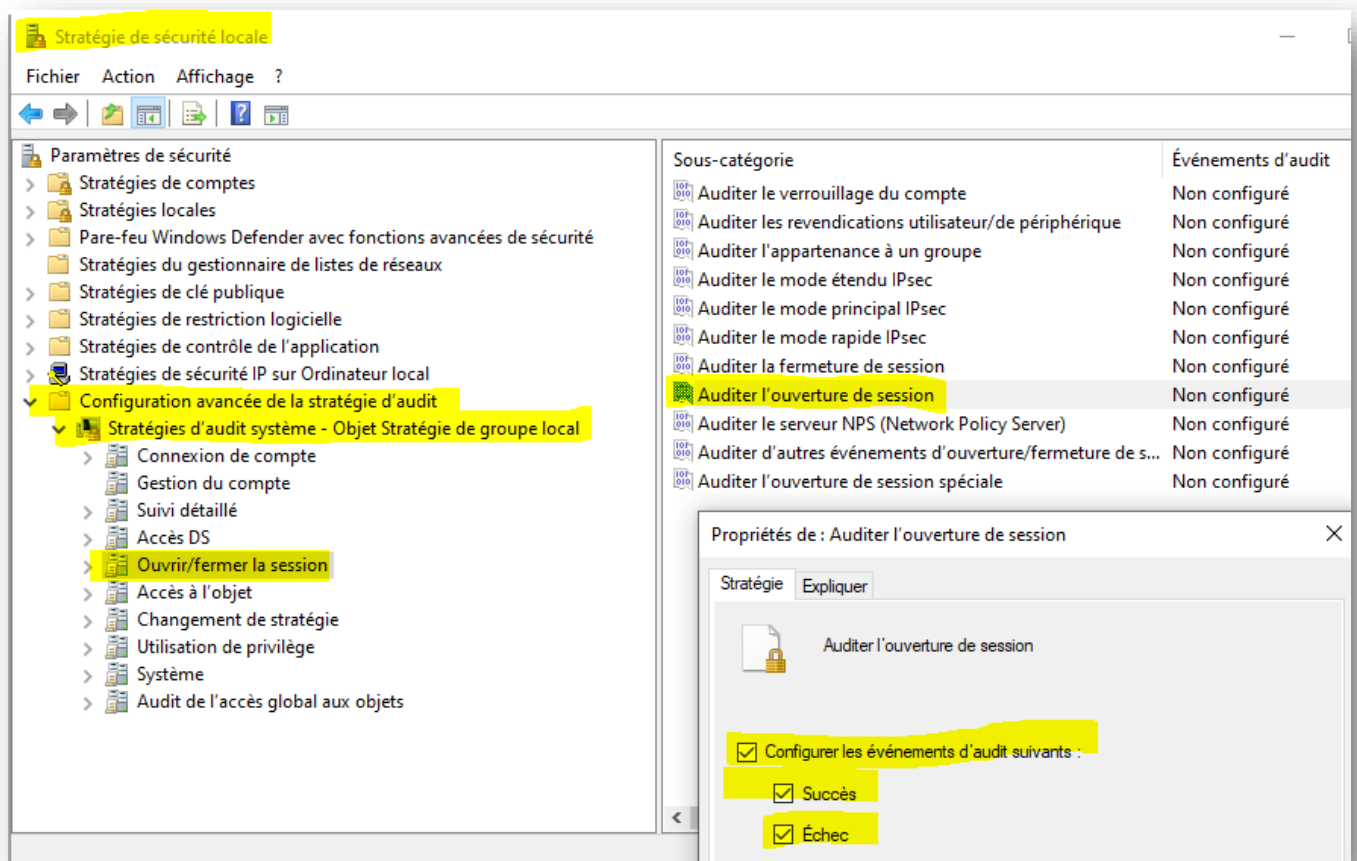 Stratégie de sécurité locale
Fichier Action Affichage ?
Paramètres de sécurité
Stratégies de comptes
Stratégies locales
Pare-feu Windows Defender avec fonctions avancées de sécurité
Stratégies du gestionnaire de listes de réseaux
Stratégies de clé publique
Stratégies de restriction logicielle
Stratégies de contrôle de l'application
Stratégies de sécurité IP sur Ordinateur local
Configuration avancée de la stratégie d'audit
Stratégies d'audit système - Objet Stratégie de groupe local
Connexion de compte
Gestion du compte
Suivi détaillé
Accès DS
Ouvrir/fermer la session
Accès à l'objet
Changement de stratégie
Utilisation de privilège
Système
Audit de l'accès global aux objets
Sous-catégorie Événements d'audit
Auditer le verrouillage du compte Non configuré
Auditer les revendications utilisateur/de périphérique Non configuré
Auditer l'appartenance à un groupe Non configuré
Auditer le mode étendu IPsec Non configuré
Auditer le mode principal IPsec Non configuré
Auditer le mode rapide IPsec Non configuré
Auditer la fermeture de session Non configuré
Auditer l'ouverture de session Non configuré
Auditer le serveur NPS (Network Policy Server) Non configuré
Auditer d'autres événements d'ouverture/fermeture de s... Non configuré
Auditer l'ouverture de session spéciale Non configuré
Propriétés de : Auditer l'ouverture de session
Stratégie Expliquer
Auditer l'ouverture de session
Configurer les événements d'audit suivants :
Succès
Échec